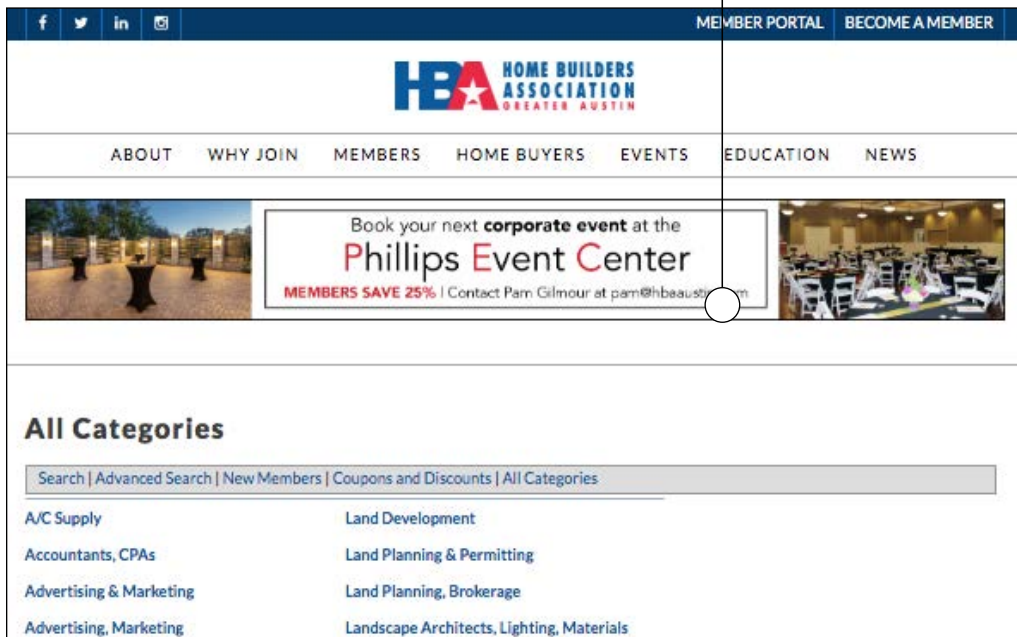 MEMBER PORTAL BECOME A MEMBER
HBA HOME BUILDERS
ASSOCIATION
GREATER AUSTIN
ABOUT WHY JOIN MEMBERS HOME BUYERS EVENTS EDUCATION NEWS
Book your next corporate event at the
Phillips Event Center
MEMBERS SAVE 25% | Contact Pam Gilmour at
All Categories
Search | Advanced Search | New Members | Coupons and Discounts | All Categories
A/C Supply Land Development
Accountants, CPAs Land Planning & Permitting
Advertising & Marketing Land Planning, Brokerage
Advertising, Marketing Landscape Architects, Lighting, Materials